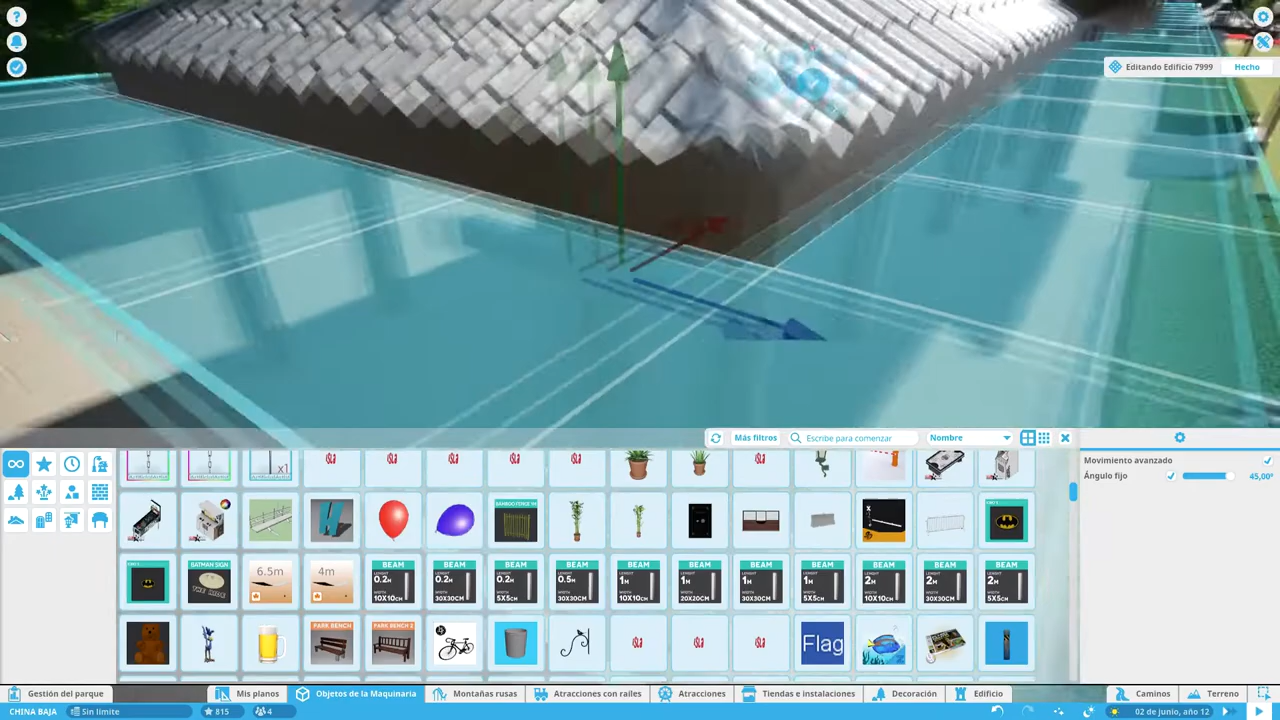 Editando Edificio 7999
Hecho
Más filtros
Escribe para comenzar
Nombre
Movimiento avanzado
Ángulo fijo
45,00º
x1
BAMBOO FENCE 1M
BATMAN SIGN
6.5m
4m
BEAM
0.2M
10X10CM
BEAM
0.2M
30X30CM
BEAM
0.2M
5X5CM
BEAM
0.5M
30X30CM
BEAM
1M
10X10CM
BEAM
1M
20X20CM
BEAM
1M
30X30CM
BEAM
1M
5X5CM
BEAM
2M
10X10CM
BEAM
2M
30X30CM
BEAM
2M
5X5CM
PARK BENCH
PARK BENCH 2
Flag
Gestión del parque
Mis planos
Objetos de la Maquinaria
Montañas rusas
Atracciones con raíles
Atracciones
Tiendas e instalaciones
Decoración
Edificio
Caminos
Terreno
CHINA BAJA
Sin límite
815
4
02 de junio, año 12